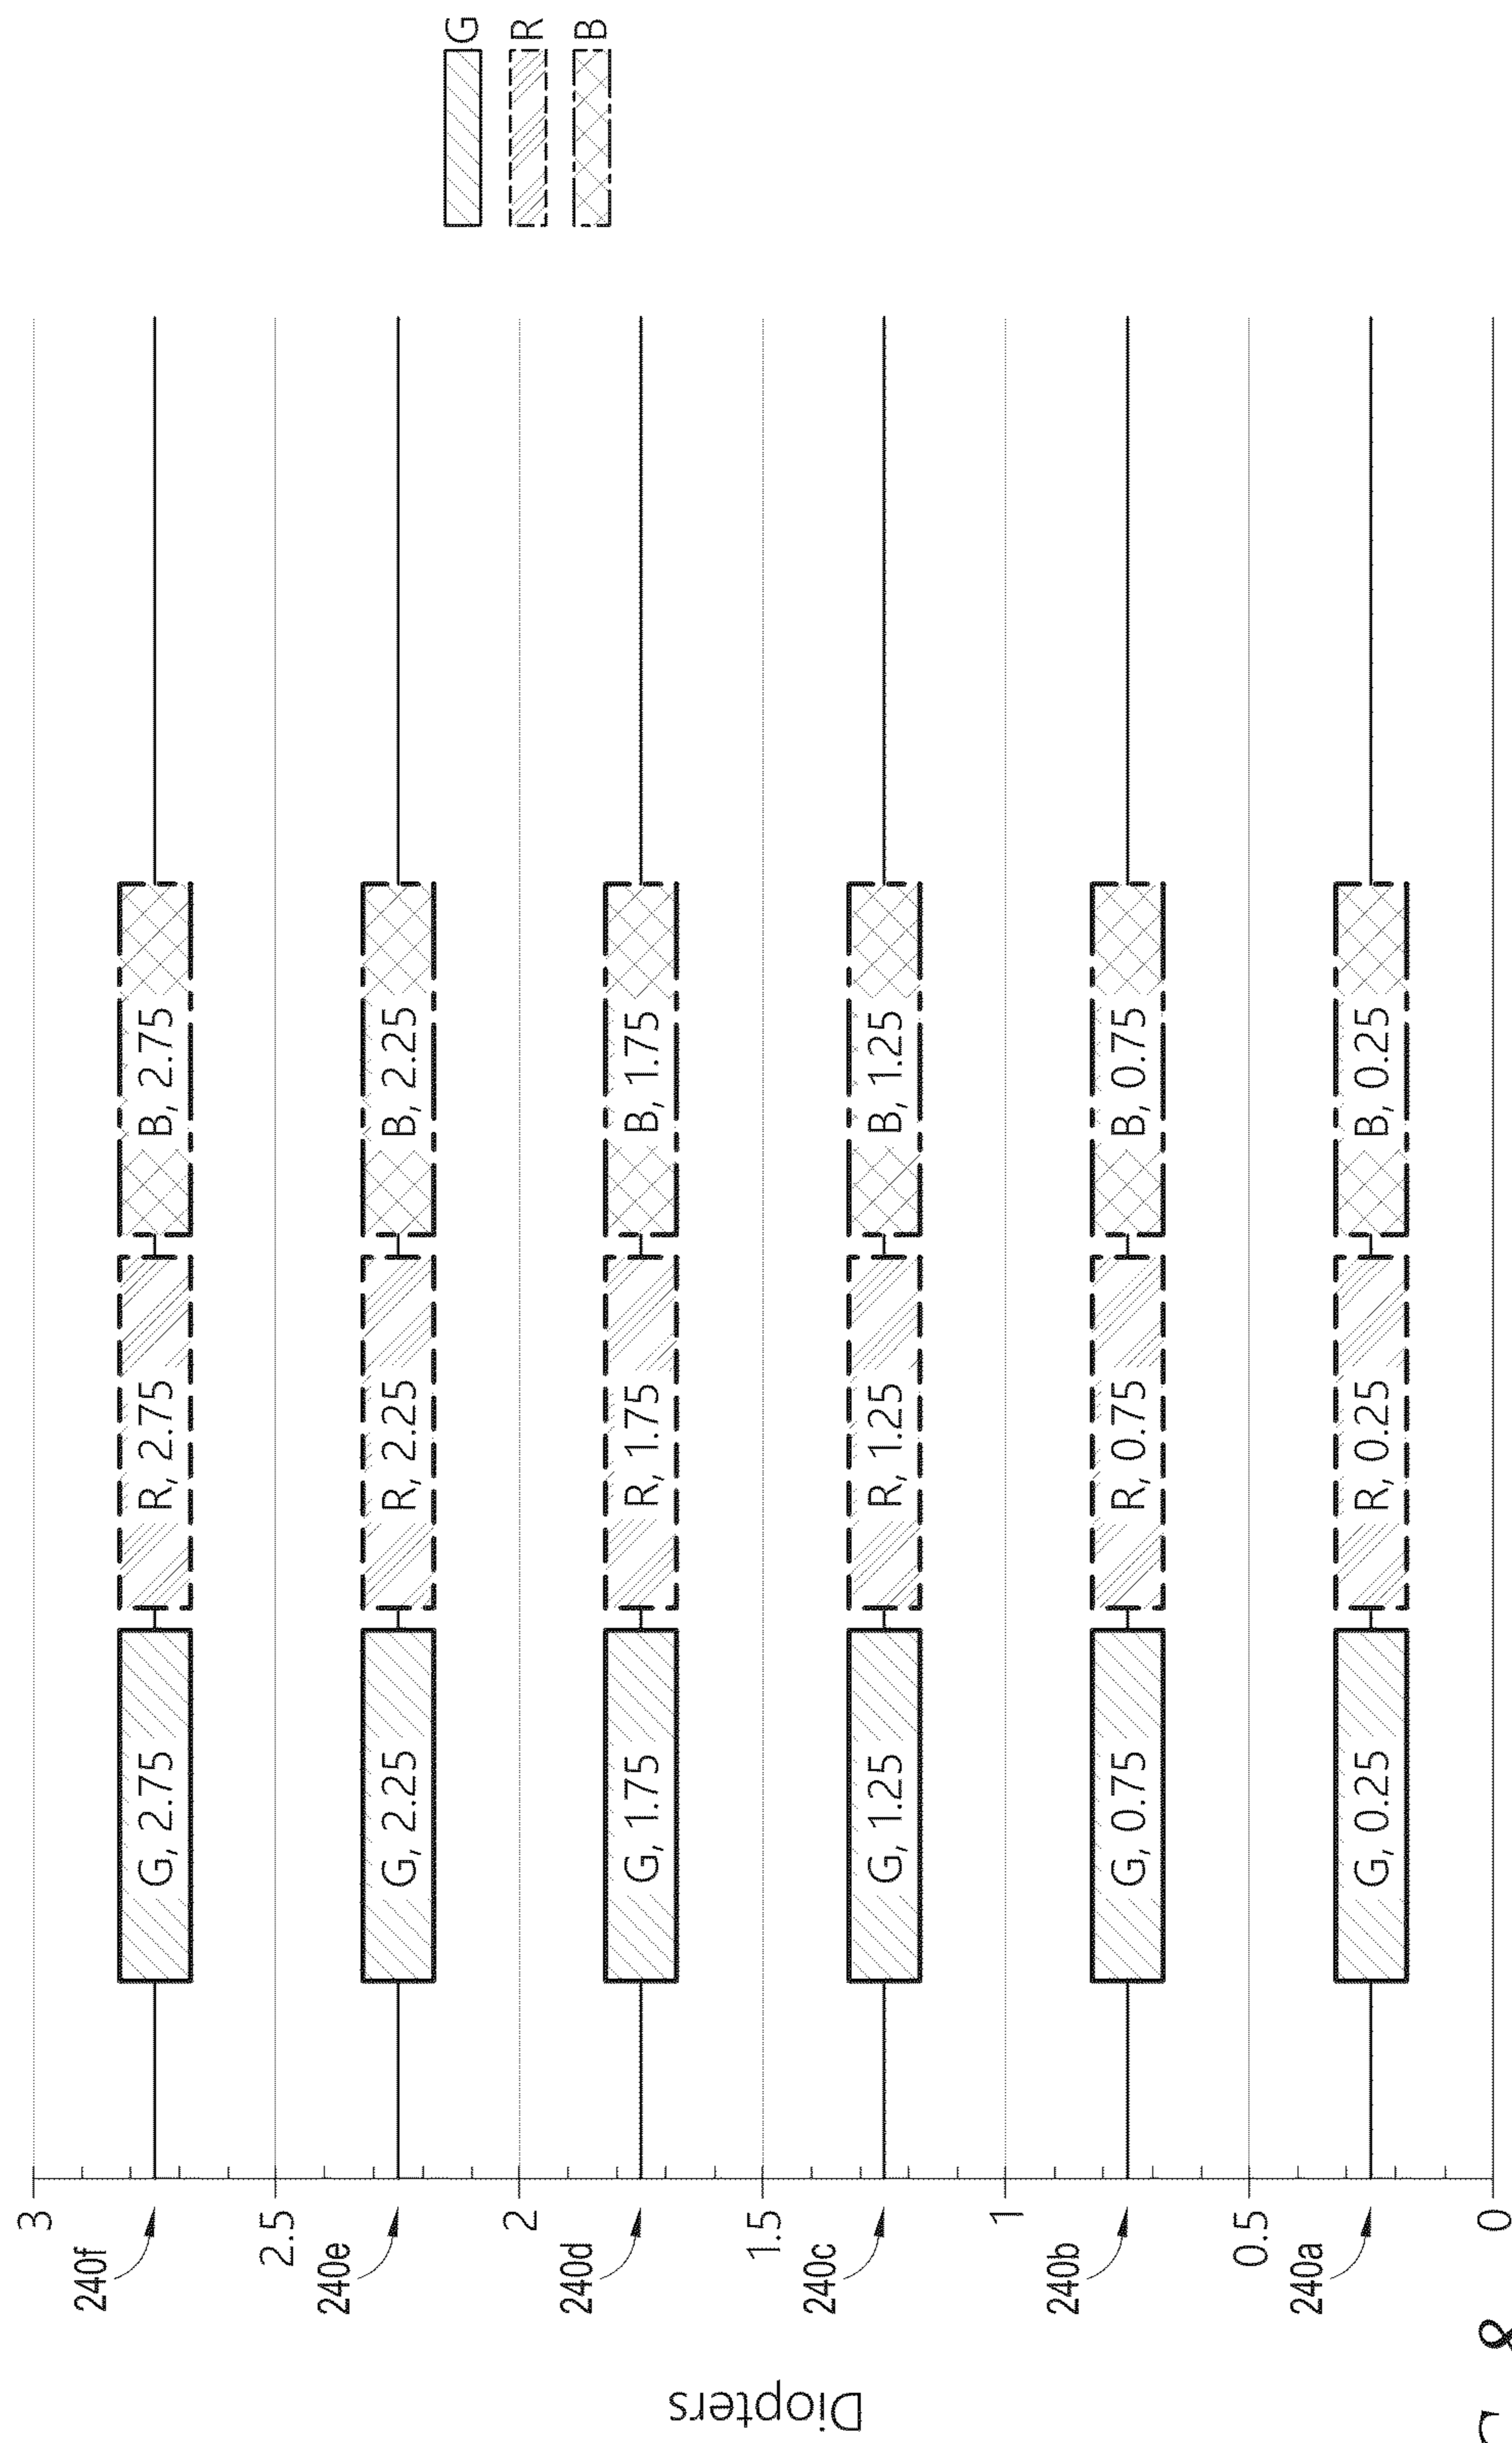 3
240f
G, 2.75
R, 2.75
B, 2.75
2.5
240e
G, 2.25
R, 2.25
B, 2.25
2
240d
G, 1.75
R, 1.75
B, 1.75
1.5
240c
G, 1.25
R, 1.25
B, 1.25
1
240b
G, 0.75
R, 0.75
B, 0.75
0.5
240a
G, 0.25
R, 0.25
B, 0.25
0
Diopters
G
R
B